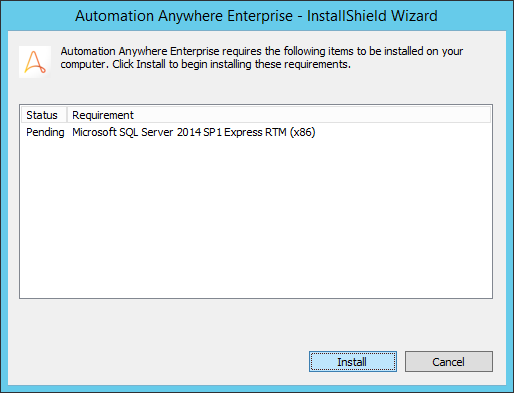 Automation Anywhere Enterprise - InstallShield Wizard
Automation Anywhere Enterprise requires the following items to be installed on your
computer. Click Install to begin installing these requirements.
Status Requirement
Pending Microsoft SQL Server 2014 SP1 Express RTM (x86)
Install Cancel